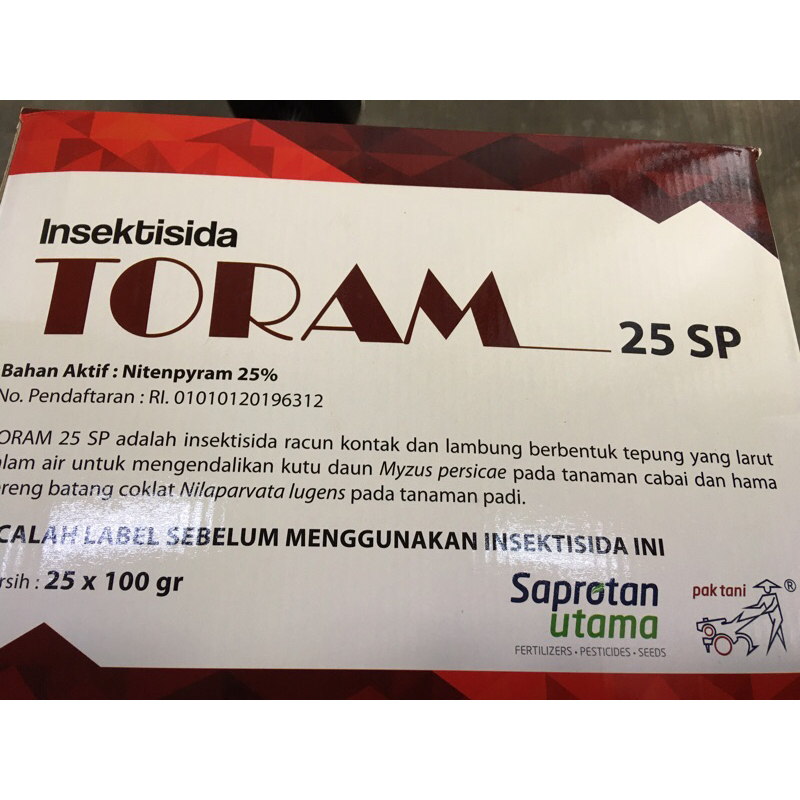 Insektisida
TORAM 25 SP
Bahan Aktif : Nitenpyram 25%
No. Pendaftaran : RI. 01010120196312
ORAM 25 SP adalah insektisida racun kontak dan lambung berbentuk tepung yang larut
lam air untuk mengendalikan kutu daun Myzus persicae pada tanaman cabai dan hama
reng batang coklat Nilaparvata lugens pada tanaman padi.
CALAH LABEL SEBELUM MENGGUNAKAN INSEKTISIDA INI
rsih : 25 x 100 gr
Saprotan
utama
FERTILIZERS • PESTICIDES • SEEDS
pak tani ®